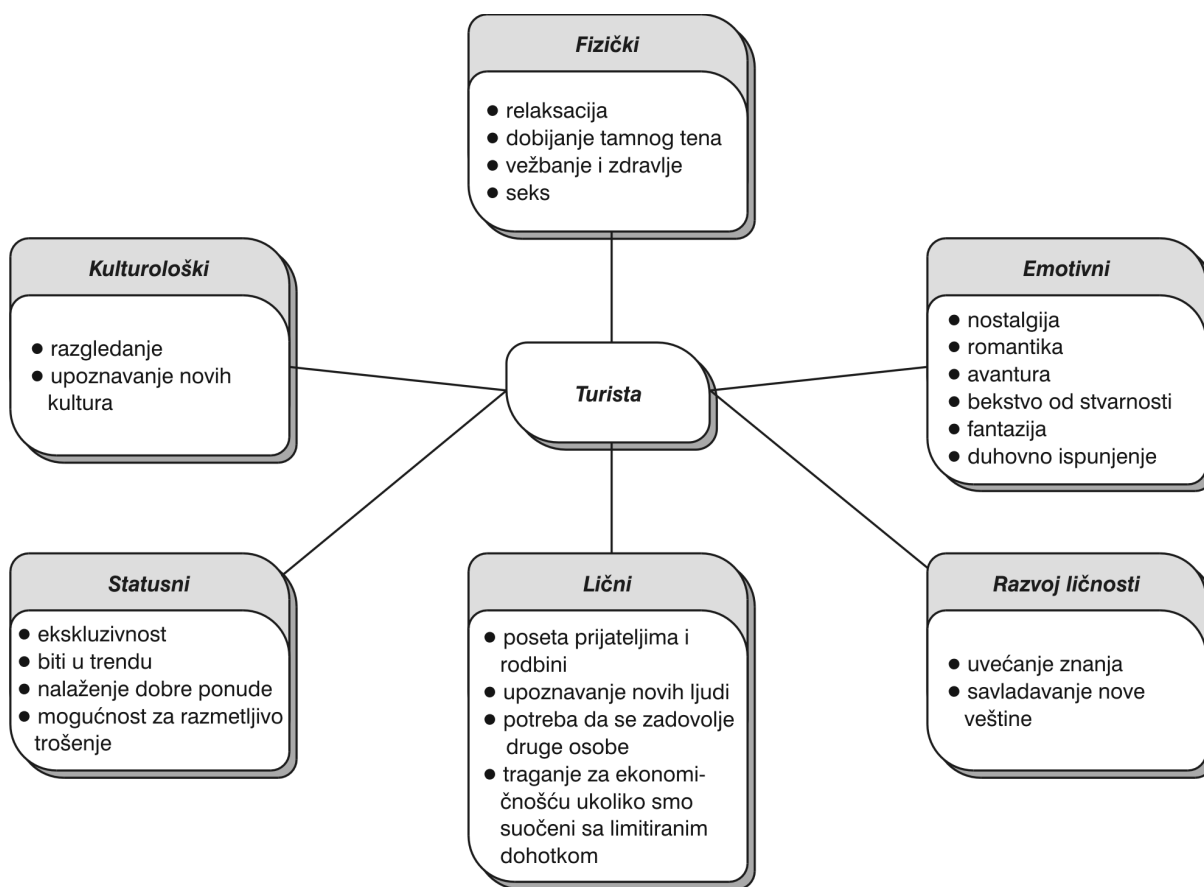 Fizički
● relaksacija
● dobijanje tamnog tena
● vežbanje i zdravlje
● seks
Kulturološki
● razgledanje
● upoznavanje novih
kultura
Emotivni
● nostalgija
● romantika
● avantura
● bekstvo od stvarnosti
● fantazija
● duhovno ispunjenje
Turista
Statusni
● ekskluzivnost
● biti u trendu
● nalaženje dobre ponude
● mogućnost za razmetljivo
trošenje
Lični
● poseta prijateljima i
rodbini
● upoznavanje novih ljudi
● potreba da se zadovolje
druge osobe
● traganje za ekonomi-
čnošću ukoliko smo
suočeni sa limitiranim
dohotkom
Razvoj ličnosti
● uvećanje znanja
● savladavanje nove
veštine